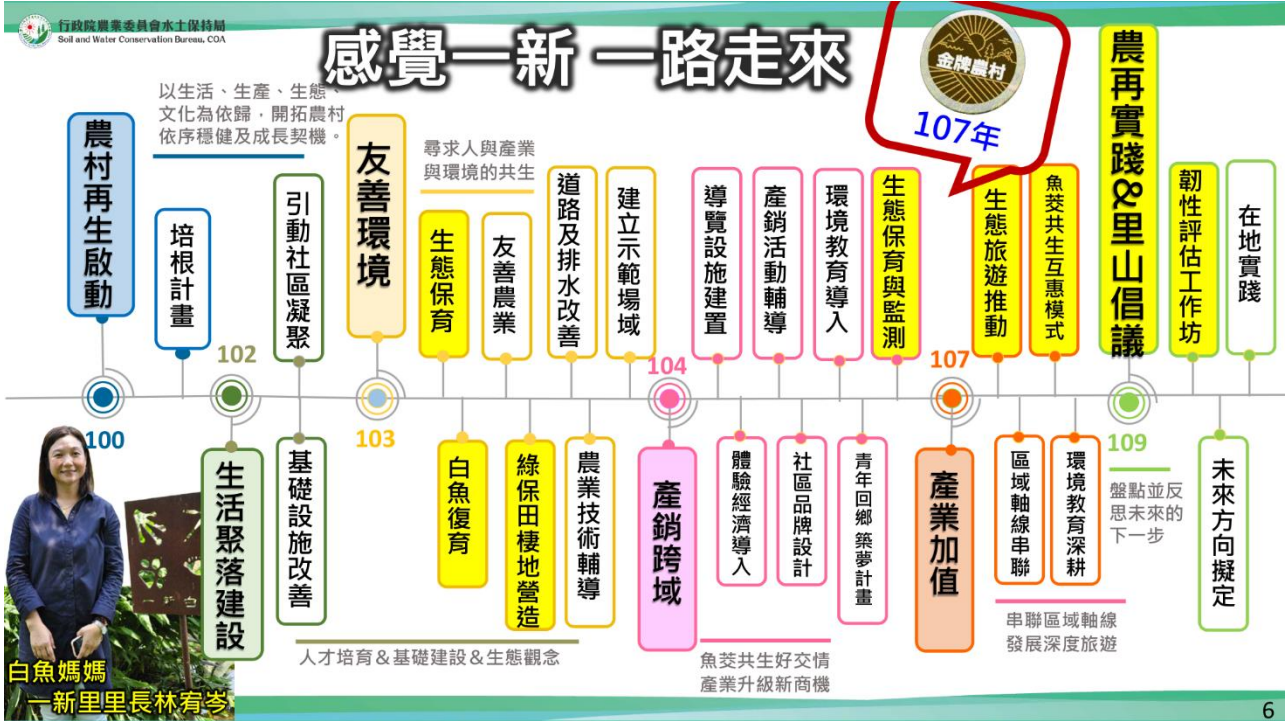 行政院農業委員會水土保持局
Soil and Water Conservation Bureau, COA
感覺一新 一路走來
金牌農村
107年
以生活、生產、生態、
文化為依歸，開拓農村
依序穩健及成長契機。
農村再生啟動
培根計畫
引動社區凝聚
友善環境
尋求人與產業
與環境的共生
生態保育
友善農業
道路及排水改善
建立示範場域
導覽設施建置
產銷活動輔導
環境教育導入
生態保育與監測
生態旅遊推動
魚茭共生互惠模式
農再實踐&里山倡議
韌性評估工作坊
在地實踐
100
102
103
104
107
109
生活聚落建設
基礎設施改善
白魚復育
綠保田棲地營造
農業技術輔導
產銷跨域
體驗經濟導入
社區品牌設計
青年回鄉 築夢計畫
產業加值
區域軸線串聯
環境教育深耕
盤點並反
思未來的
下一步
未來方向擬定
人才培育＆基礎建設＆生態觀念
魚茭共生好交情
產業升級新商機
串聯區域軸線
發展深度旅遊
白魚媽媽
一新里里長林宥岑
6